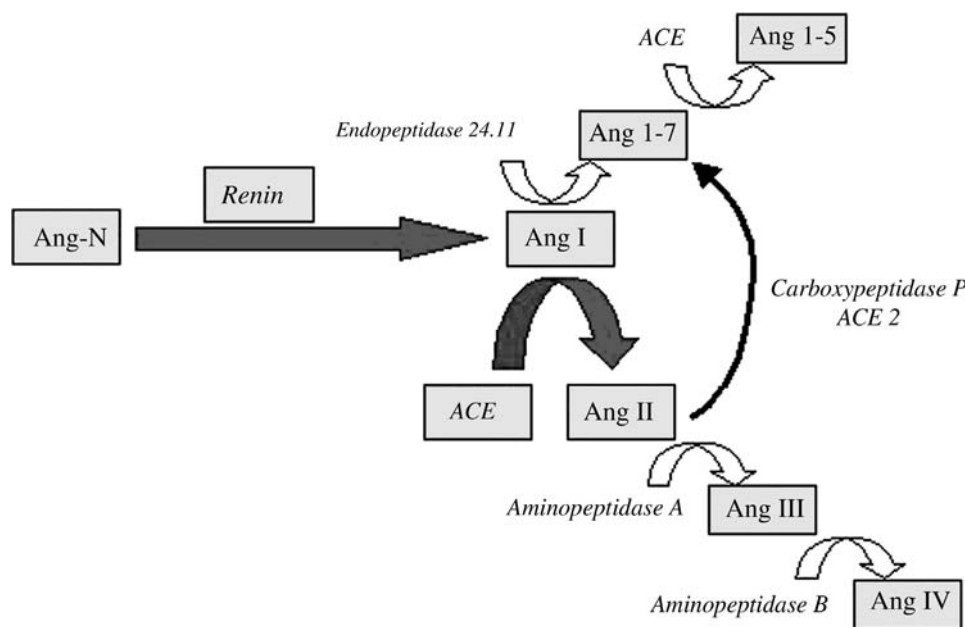 ACE
Ang 1-5
Endopeptidase 24.11
Ang 1-7
Renin
Ang-N
Ang I
Carboxypeptidase P
ACE 2
ACE
Ang II
Aminopeptidase A
Ang III
Aminopeptidase B
Ang IV